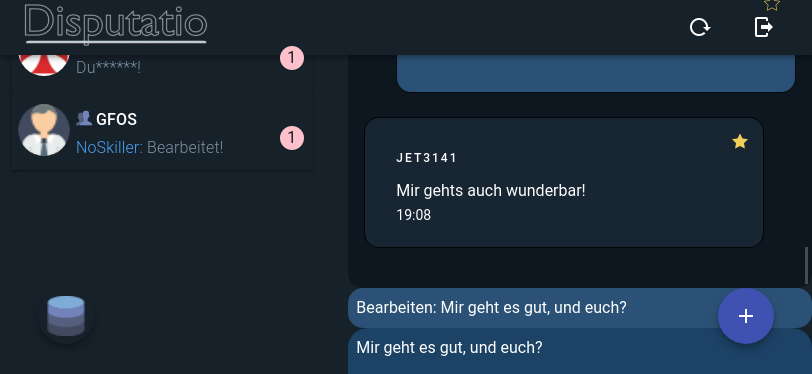 Disputatio
Du******!
1
GFOS
NoSkiller: Bearbeitet!
1
JET3141
Mir gehts auch wunderbar!
19:08
Bearbeiten: Mir geht es gut, und euch?
Mir geht es gut, und euch?